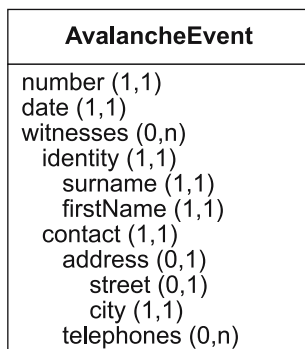 AvalancheEvent
number (1,1)
date (1,1)
witnesses (0,n)
identity (1,1)
surname (1,1)
firstName (1,1)
contact (1,1)
address (0,1)
street (0,1)
city (1,1)
telephones (0,n)